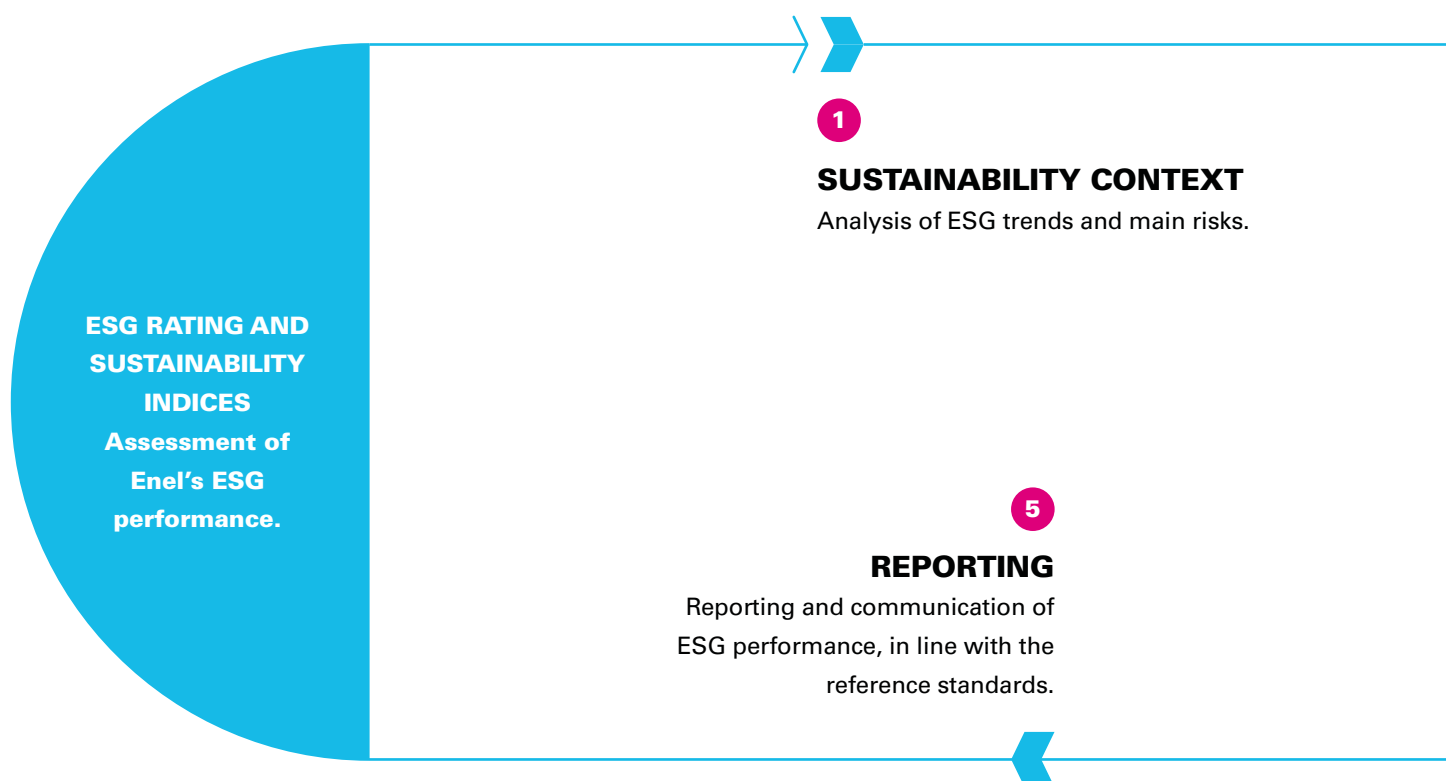 1
SUSTAINABILITY CONTEXT
Analysis of ESG trends and main risks.
ESG RATING AND
SUSTAINABILITY
INDICES
Assessment of
Enel’s ESG
performance.
5
REPORTING
Reporting and communication of
ESG performance, in line with the
reference standards.